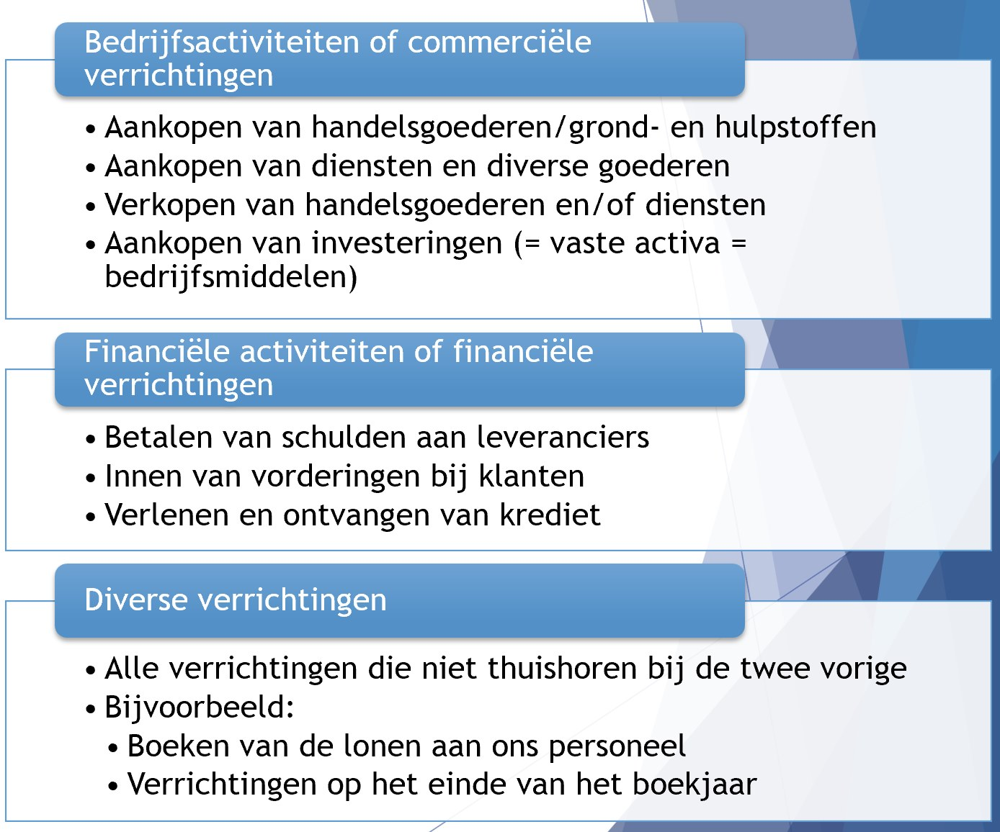 Bedrijfsactiviteiten of commerciële
verrichtingen
• Aankopen van handelsgoederen/grond- en hulpstoffen
• Aankopen van diensten en diverse goederen
• Verkopen van handelsgoederen en/of diensten
• Aankopen van investeringen (= vaste activa =
bedrijfsmiddelen)
Financiële activiteiten of financiële
verrichtingen
• Betalen van schulden aan leveranciers
• Innen van vorderingen bij klanten
• Verlenen en ontvangen van krediet
Diverse verrichtingen
• Alle verrichtingen die niet thuishoren bij de twee vorige
• Bijvoorbeeld:
• Boeken van de lonen aan ons personeel
• Verrichtingen op het einde van het boekjaar